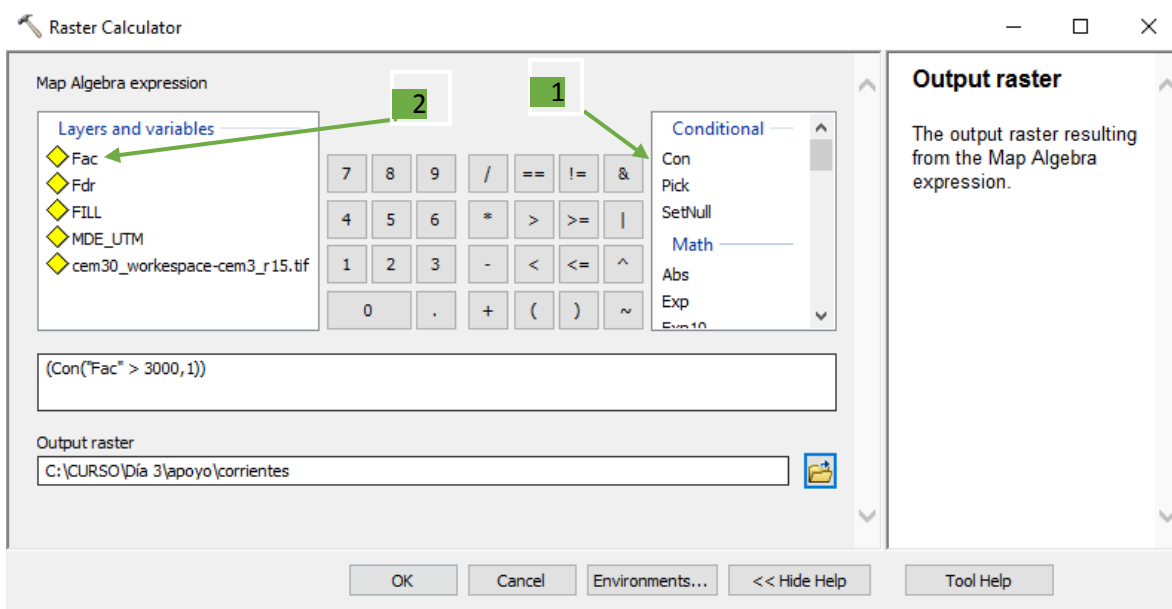 Raster Calculator
Map Algebra expression
2
1
Layers and variables
Fac
Fdr
FILL
MDE_UTM
cem30_workespace-cem3_r15.tif
7 8 9 / == != &
4 5 6 * > >= |
1 2 3 - < <= ^
0 . + ( ) ~
Conditional
Con
Pick
SetNull
Math
Abs
Exp
Exp10
(Con("Fac" > 3000,1))
Output raster
C:\CURSO\Día 3\apoyo\corrientes
OK Cancel Environments... << Hide Help Tool Help
Output raster
The output raster resulting
from the Map Algebra
expression.